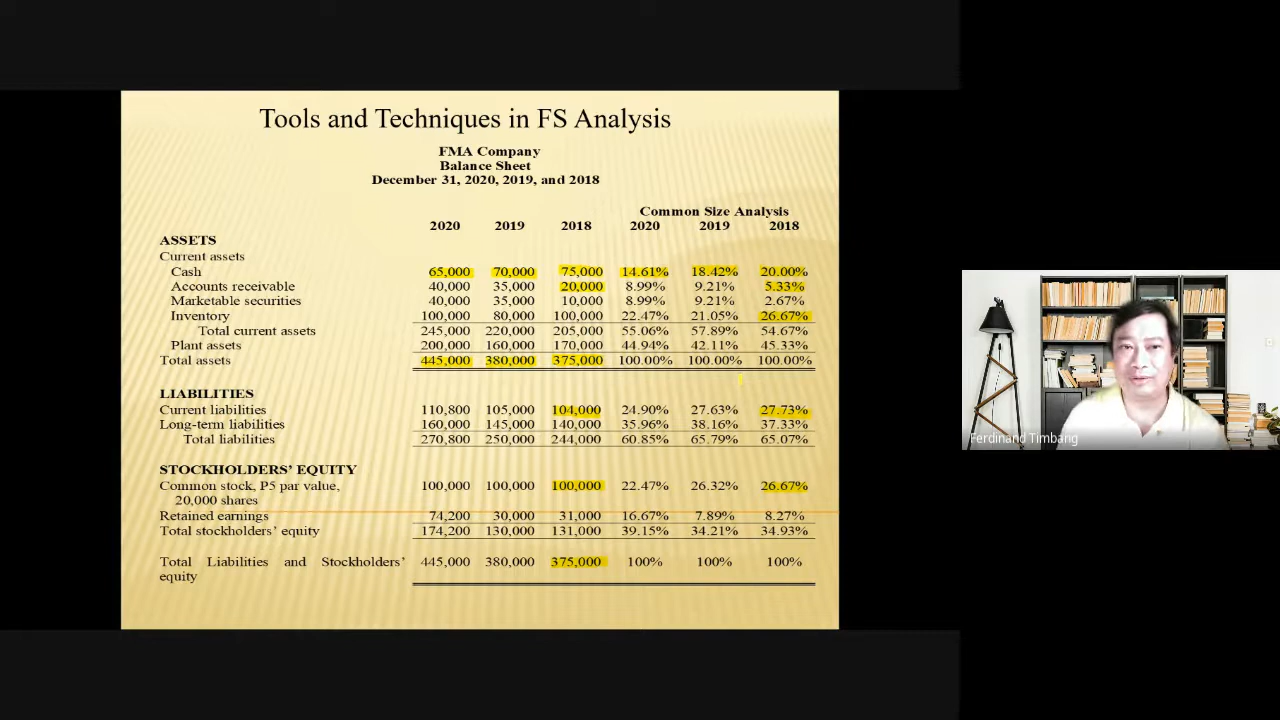 Tools and Techniques in FS Analysis
FMA Company
Balance Sheet
December 31, 2020, 2019, and 2018
Common Size Analysis
2020 2019 2018 2020 2019 2018
ASSETS
Current assets
Cash 65,000 70,000 75,000 14.61% 18.42% 20.00%
Accounts receivable 40,000 35,000 20,000 8.99% 9.21% 5.33%
Marketable securities 40,000 35,000 10,000 8.99% 9.21% 2.67%
Inventory 100,000 80,000 100,000 22.47% 21.05% 26.67%
Total current assets 245,000 220,000 205,000 55.06% 57.89% 54.67%
Plant assets 200,000 160,000 170,000 44.94% 42.11% 45.33%
Total assets 445,000 380,000 375,000 100.00% 100.00% 100.00%
LIABILITIES
Current liabilities 110,800 105,000 104,000 24.90% 27.63% 27.73%
Long-term liabilities 160,000 145,000 140,000 35.96% 38.16% 37.33%
Total liabilities 270,800 250,000 244,000 60.85% 65.79% 65.07%
STOCKHOLDERS' EQUITY
Common stock, P5 par value, 100,000 100,000 100,000 22.47% 26.32% 26.67%
20,000 shares
Retained earnings 74,200 30,000 31,000 16.67% 7.89% 8.27%
Total stockholders' equity 174,200 130,000 131,000 39.15% 34.21% 34.93%
Total Liabilities and Stockholders' 445,000 380,000 375,000 100% 100% 100%
equity
Ferdinand Timbang